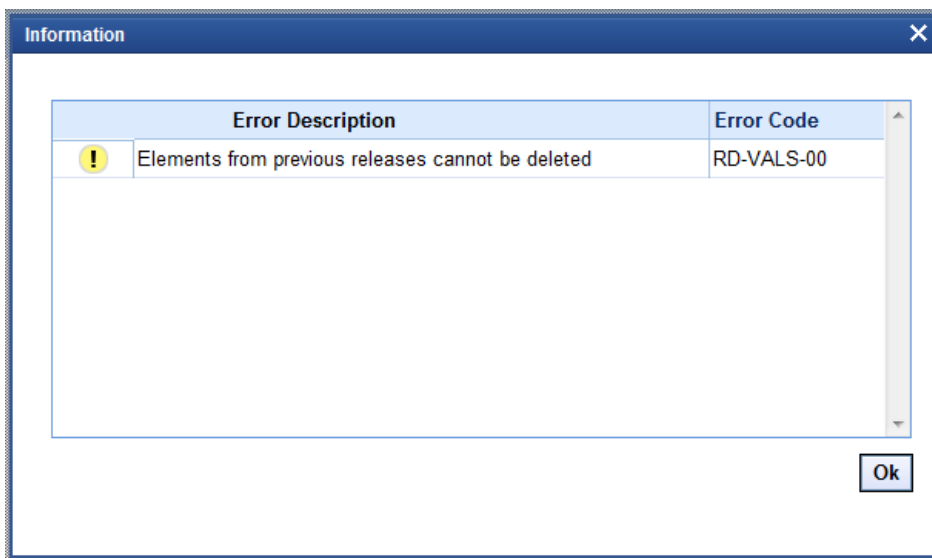 Information
Error Description Error Code
! Elements from previous releases cannot be deleted RD-VALS-00
Ok